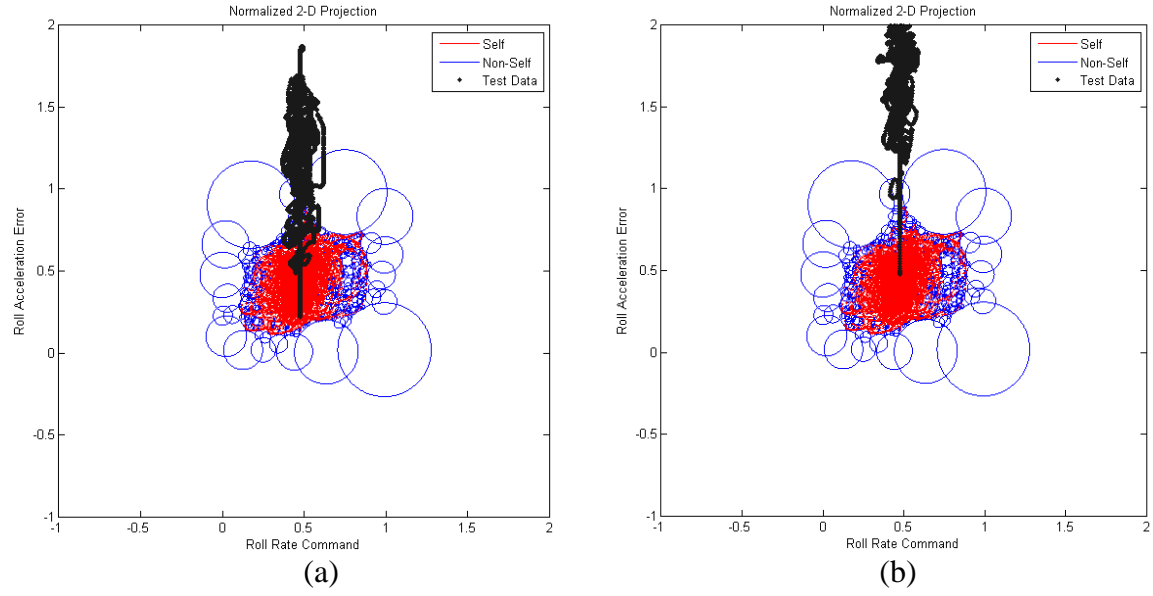 Normalized 2-D Projection
2
1.5
1
0.5
0
-0.5
-1
-1
-0.5
0
0.5
1
1.5
2
Roll Acceleration Error
Roll Rate Command
Self
Non-Self
Test Data
(a)
Normalized 2-D Projection
2
1.5
1
0.5
0
-0.5
-1
-1
-0.5
0
0.5
1
1.5
2
Roll Acceleration Error
Roll Rate Command
Self
Non-Self
Test Data
(b)